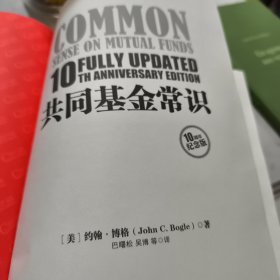 COMMON
SENSE ON MUTUAL FUNDS
10 FULLY UPDATED
TH ANNIVERSARY EDITION
共同基金常识
10周年
纪念版
[美] 约翰·博格 (John C. Bogle) 著
巴曙松 吴博 等 译